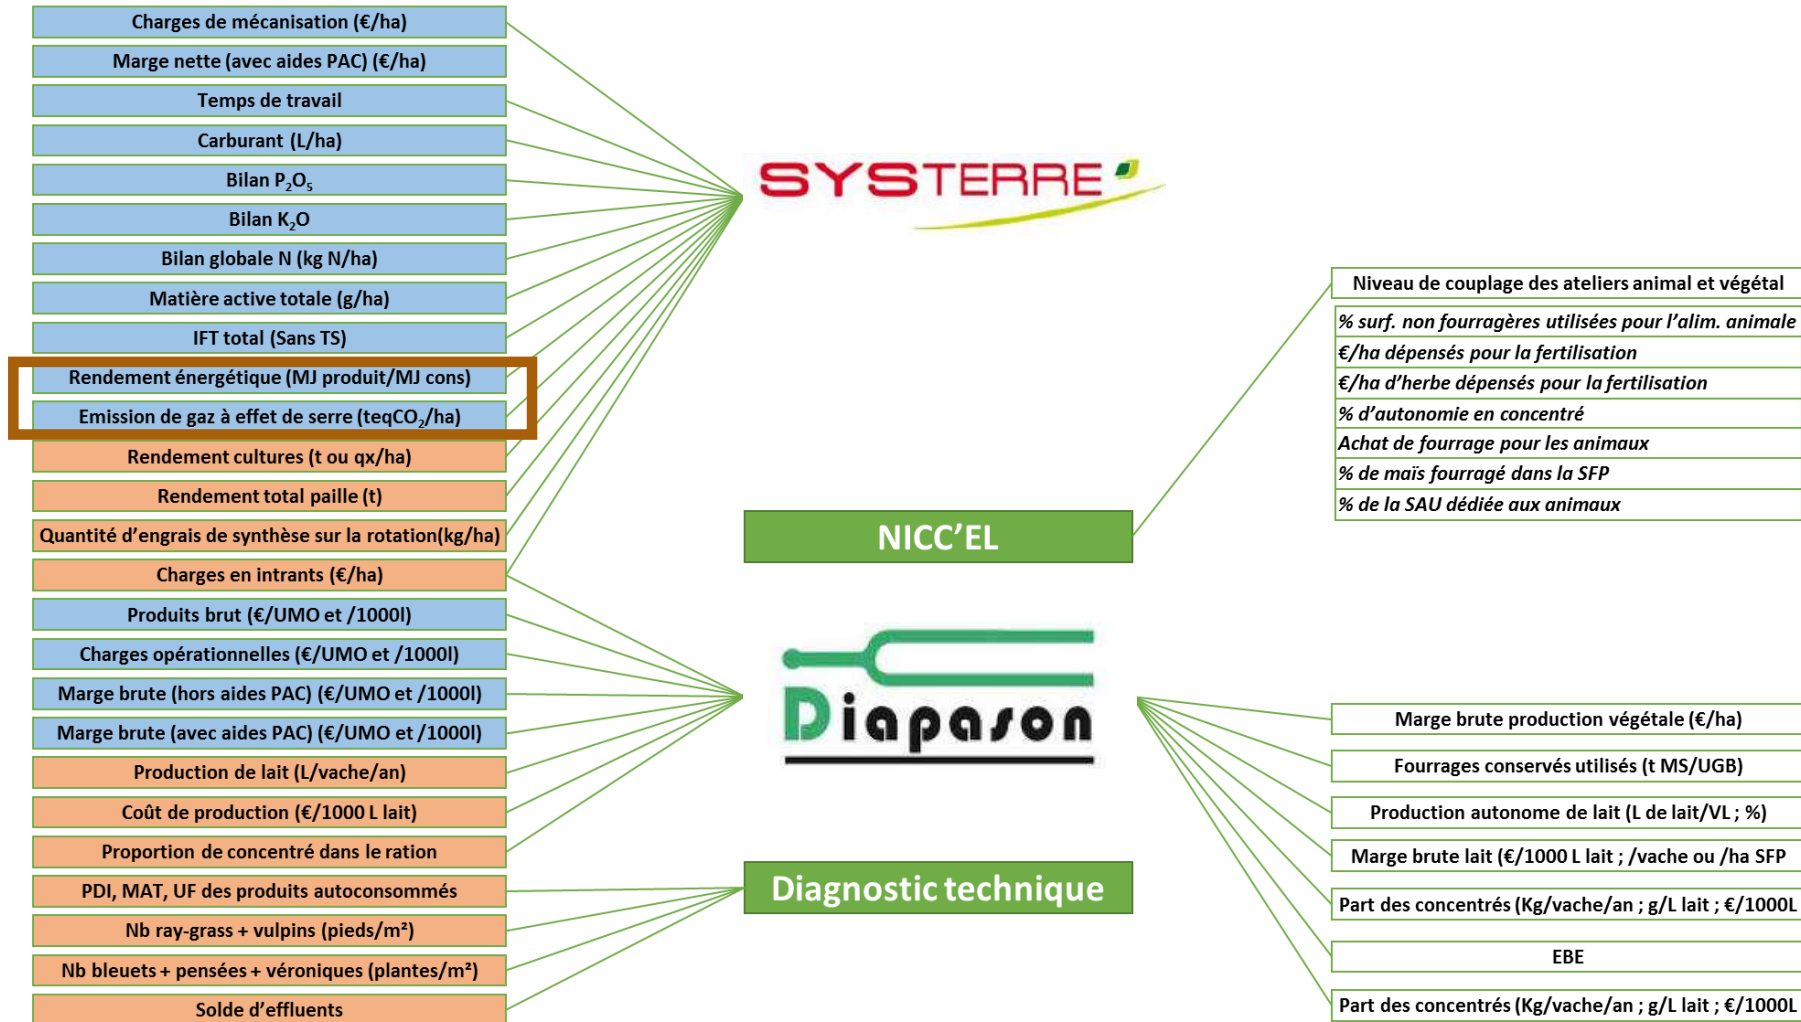 Charges de mécanisation (€/ha)
Marge nette (avec aides PAC) (€/ha)
Temps de travail
Carburant (L/ha)
Bilan P₂O₅
Bilan K₂O
Bilan globale N (kg N/ha)
Matière active totale (g/ha)
IFT total (Sans TS)
Rendement énergétique (MJ produit/MJ cons)
Emission de gaz à effet de serre (teqCO₂/ha)
Rendement cultures (t ou qx/ha)
Rendement total paille (t)
Quantité d'engrais de synthèse sur la rotation(kg/ha)
Charges en intrants (€/ha)
Produits brut (€/UMO et /1000l)
Charges opérationnelles (€/UMO et /1000l)
Marge brute (hors aides PAC) (€/UMO et /1000l)
Marge brute (avec aides PAC) (€/UMO et /1000l)
Production de lait (L/vache/an)
Coût de production (€/1000 L lait)
Proportion de concentré dans le ration
PDI, MAT, UF des produits autoconsommés
Nb ray-grass + vulpins (pieds/m²)
Nb bleuets + pensées + véroniques (plantes/m²)
Solde d'effluents
SYSTERRE
NICC'EL
Diapason
Diagnostic technique
Niveau de couplage des ateliers animal et végétal
% surf. non fourragères utilisées pour l'alim. animale
€/ha dépensés pour la fertilisation
€/ha d'herbe dépensés pour la fertilisation
% d'autonomie en concentré
Achat de fourrage pour les animaux
% de maïs fourragé dans la SFP
% de la SAU dédiée aux animaux
Marge brute production végétale (€/ha)
Fourrages conservés utilisés (t MS/UGB)
Production autonome de lait (L de lait/VL ; %)
Marge brute lait (€/1000 L lait ; /vache ou /ha SFP
Part des concentrés (Kg/vache/an ; g/L lait ; €/1000L
EBE
Part des concentrés (Kg/vache/an ; g/L lait ; €/1000L